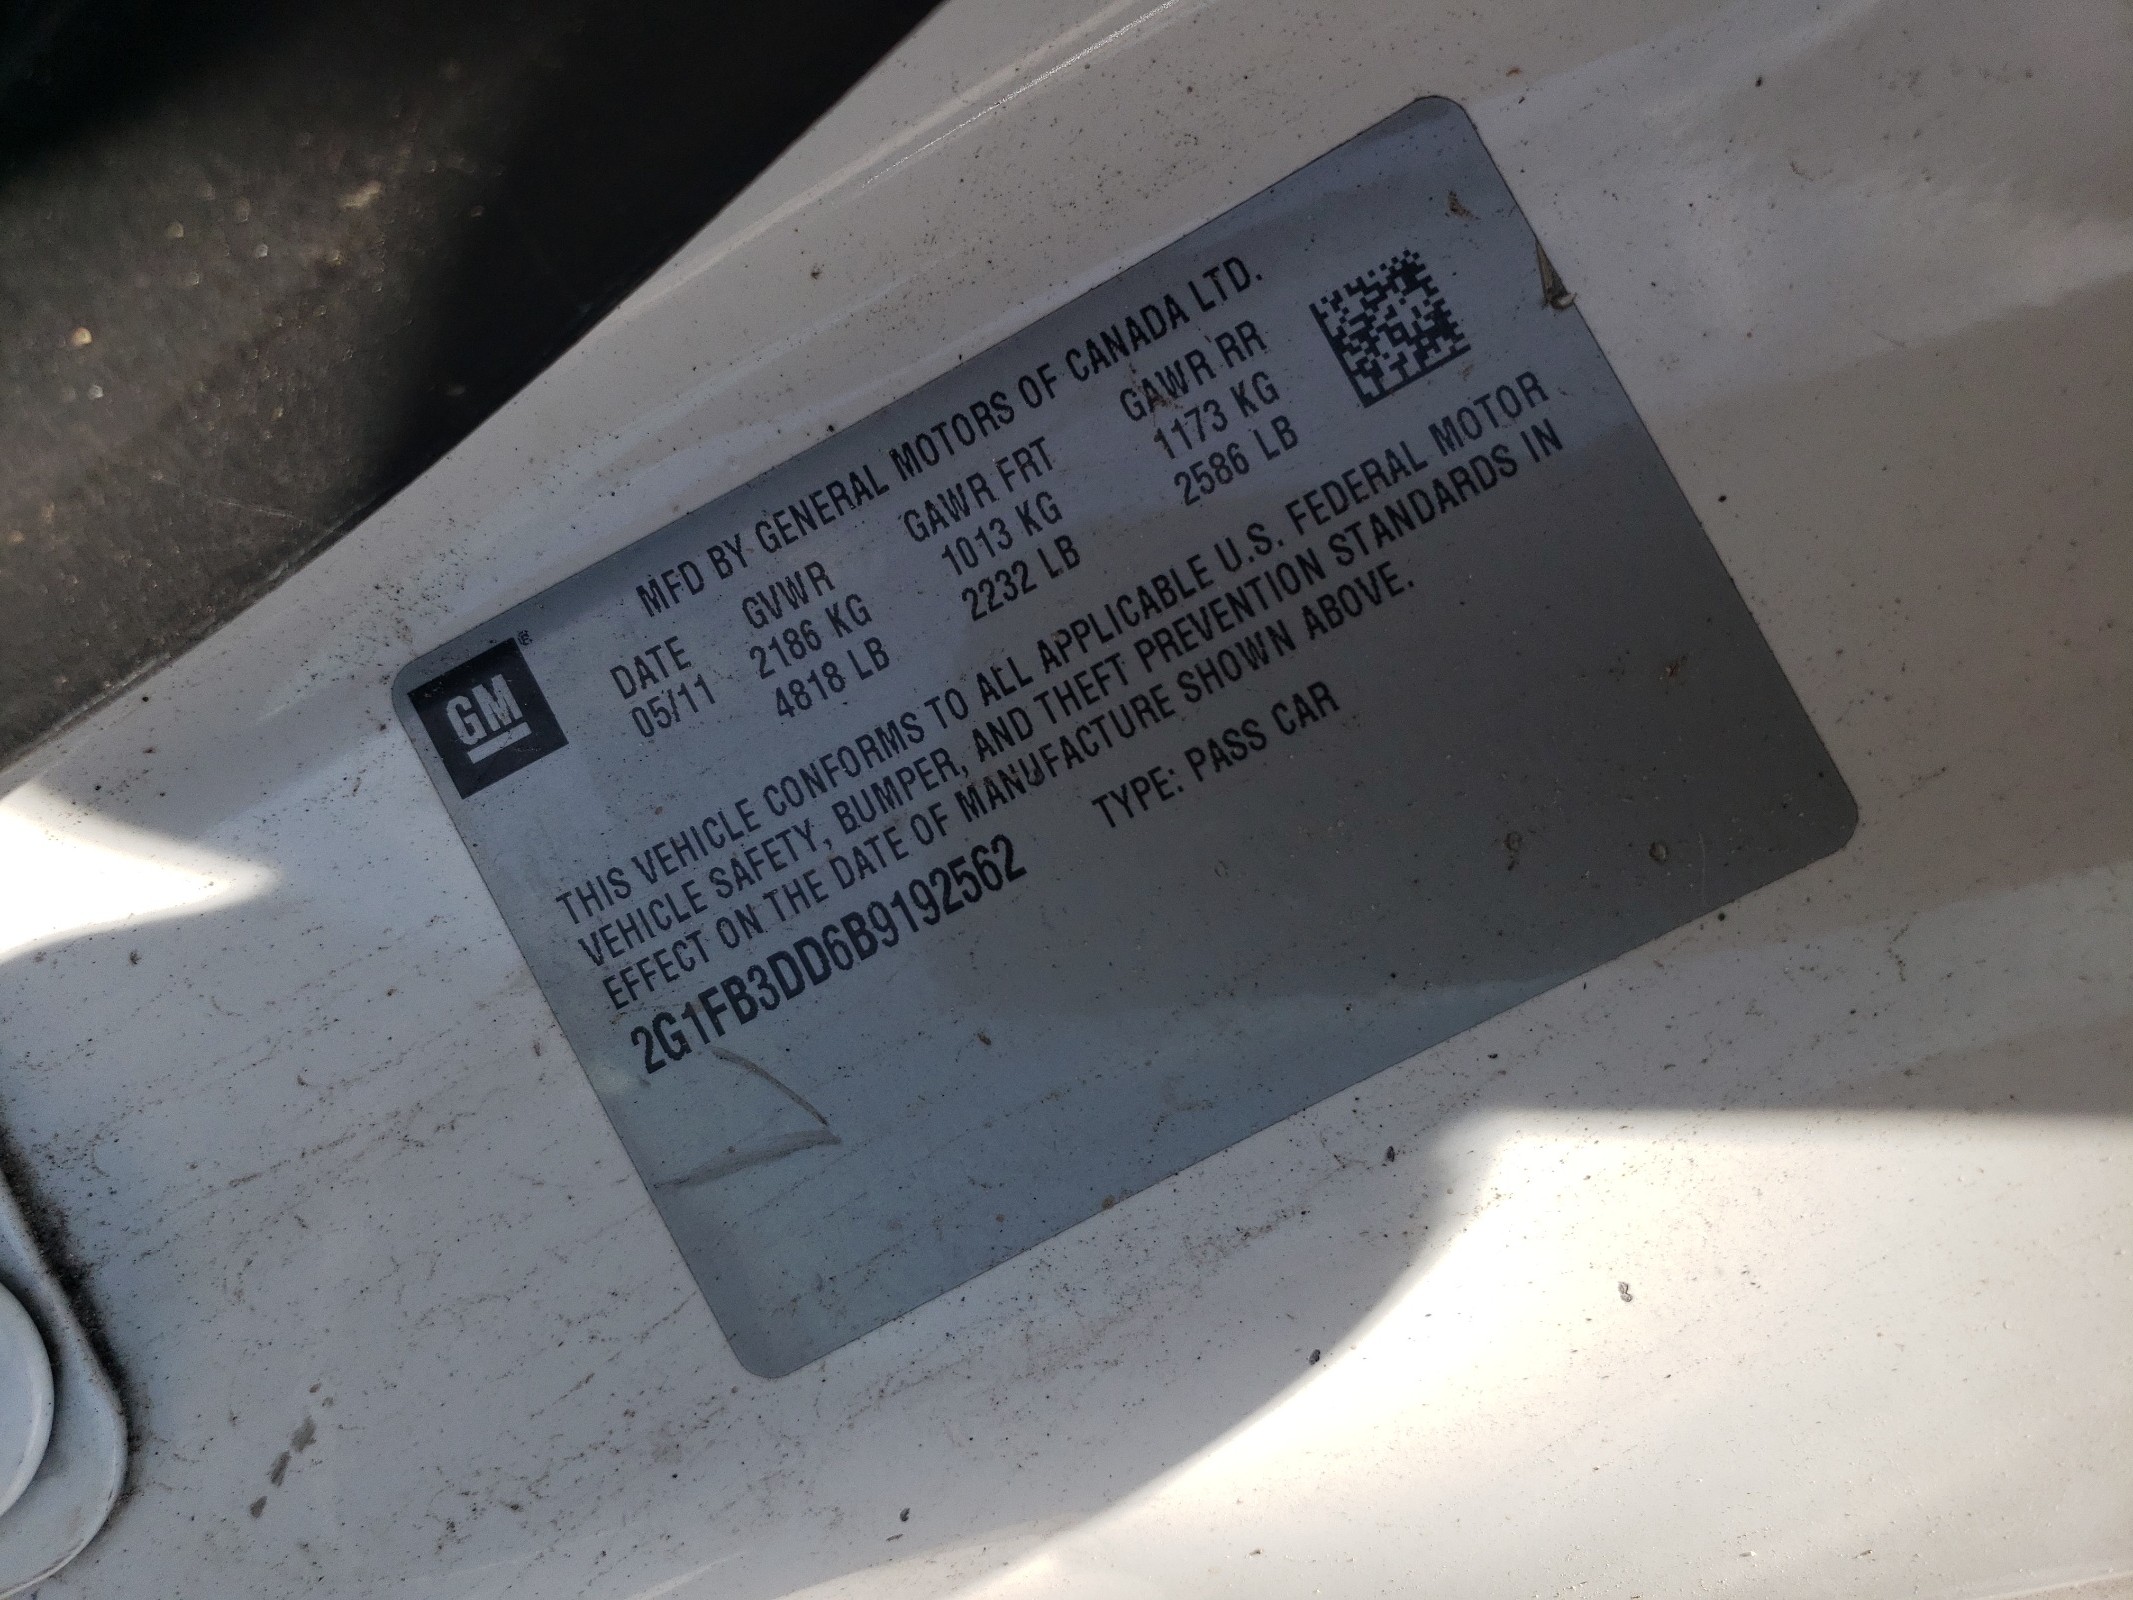 GM®
MFD BY GENERAL MOTORS OF CANADA LTD.
DATE GVWR GAWR FRT GAWR RR
05/11 2186 KG 1013 KG 1173 KG
4818 LB 2232 LB 2586 LB
THIS VEHICLE CONFORMS TO ALL APPLICABLE U.S. FEDERAL MOTOR
VEHICLE SAFETY, BUMPER, AND THEFT PREVENTION STANDARDS IN
EFFECT ON THE DATE OF MANUFACTURE SHOWN ABOVE.
2G1FB3DD6B9192562 TYPE: PASS CAR